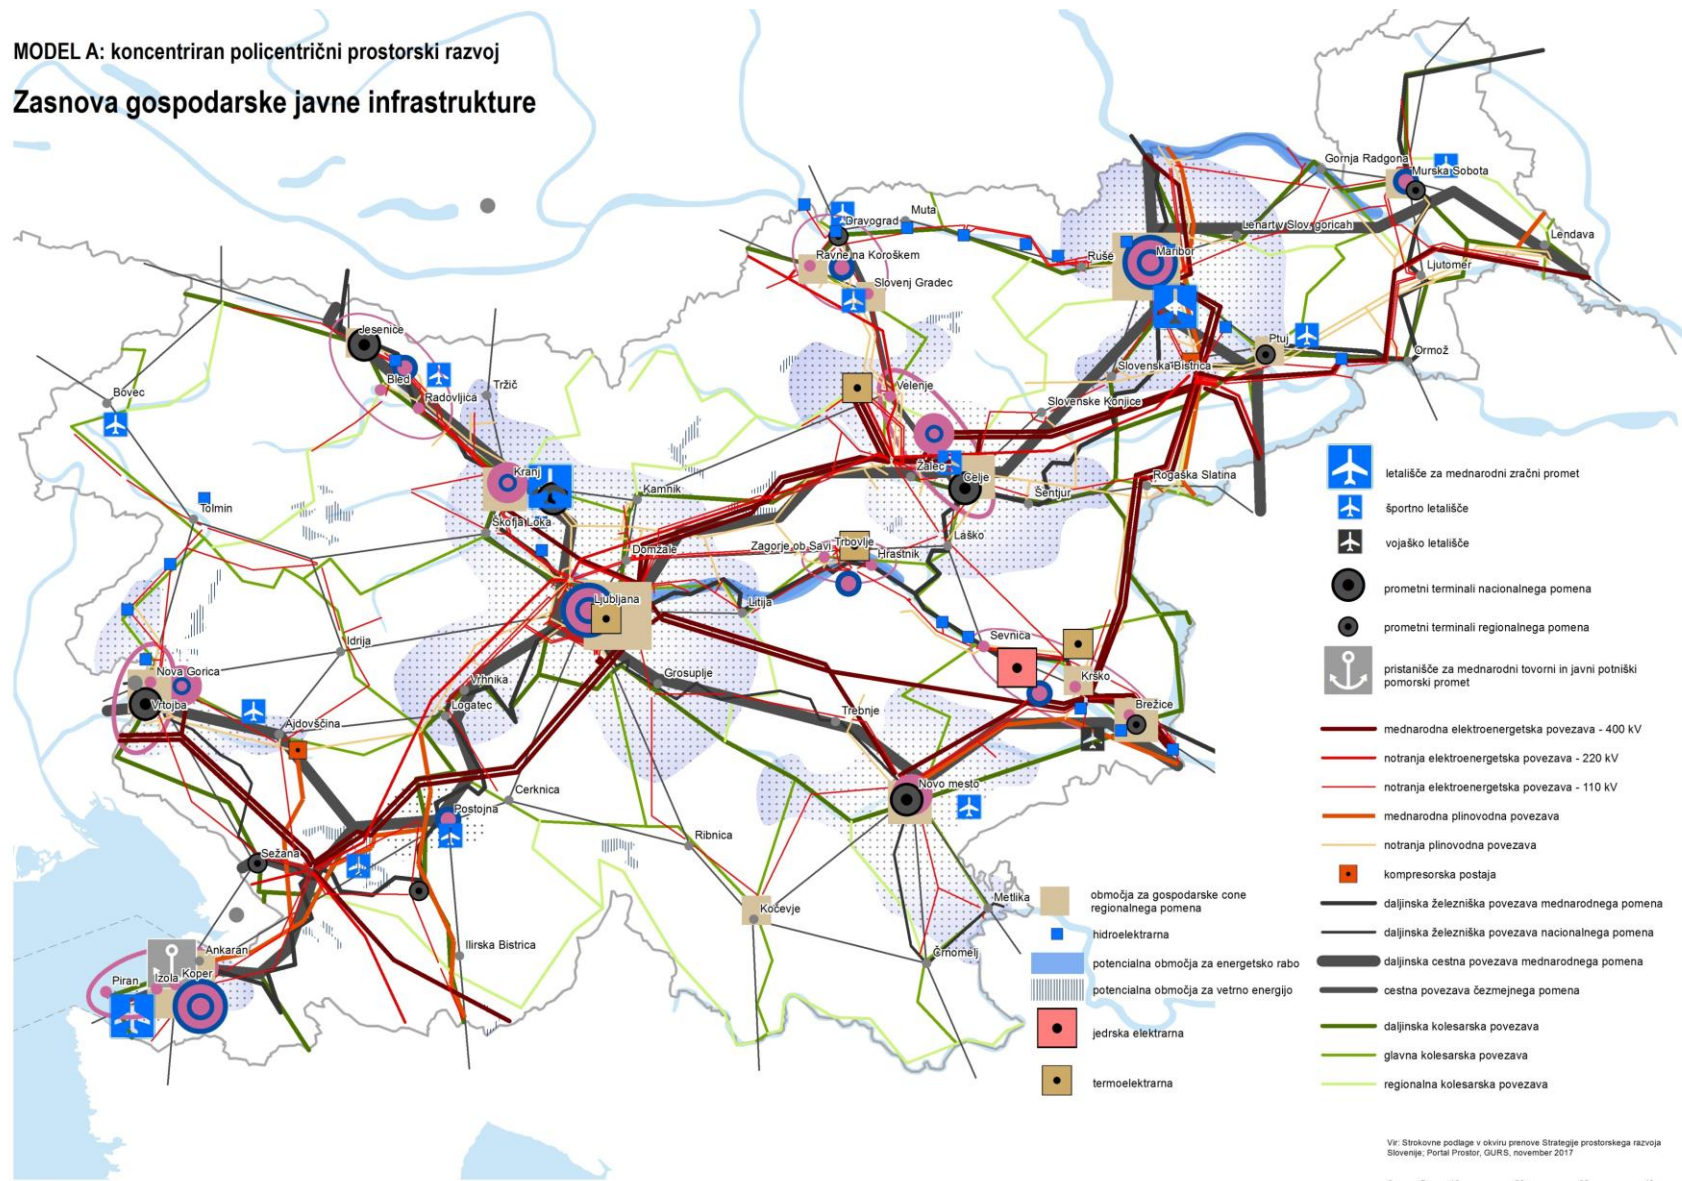 MODEL A: koncentriran policentrični prostorski razvoj
Zasnova gospodarske javne infrastrukture
Gornja Radgona
Murska Sobota
Muta
Dravograd
Lenart v Slov. goricah
Lendava
Maribor
Ravne na Koroškem
Ruše
Ljutomer
Slovenj Gradec
Jesenice
Ptuj
Ormož
Slovenska Bistrica
Bled
Tržič
Velenje
Bovec
Radovljica
Slovenske Konjice
Kranj
Žalec
Celje
Rogaška Slatina
Kamnik
Šentjur
Tolmin
Škofja Loka
Laško
Domžale
Zagorje ob Savi
Trbovlje
Hrastnik
Ljubljana
Litija
Idrija
Sevnica
Nova Gorica
Grosuplje
Krško
Vrhnika
Vrtojba
Logatec
Brežice
Ajdovščina
Trebnje
Novo mesto
Cerknica
Postojna
Ribnica
Sežana
Metlika
Kočevje
Ilirska Bistrica
Ankaran
Črnomelj
Piran
Izola
Koper
letališče za mednarodni zračni promet
športno letališče
vojaško letališče
prometni terminali nacionalnega pomena
prometni terminali regionalnega pomena
pristanišče za mednarodni tovorni in javni potniški
pomorski promet
mednarodna elektroenergetska povezava - 400 kV
notranja elektroenergetska povezava - 220 kV
notranja elektroenergetska povezava - 110 kV
mednarodna plinovodna povezava
notranja plinovodna povezava
kompresorska postaja
daljinska železniška povezava mednarodnega pomena
daljinska železniška povezava nacionalnega pomena
daljinska cestna povezava mednarodnega pomena
cestna povezava čezmejnega pomena
daljinska kolesarska povezava
glavna kolesarska povezava
regionalna kolesarska povezava
območja za gospodarske cone
regionalnega pomena
hidroelektrarna
potencialna območja za energetsko rabo
potencialna območja za vetrno energijo
jedrska elektrarna
termoelektrarna
Vir: Strokovne podlage v okviru prenove Strategije prostorskega razvoja
Slovenije; Portal Prostor, GURS, november 2017